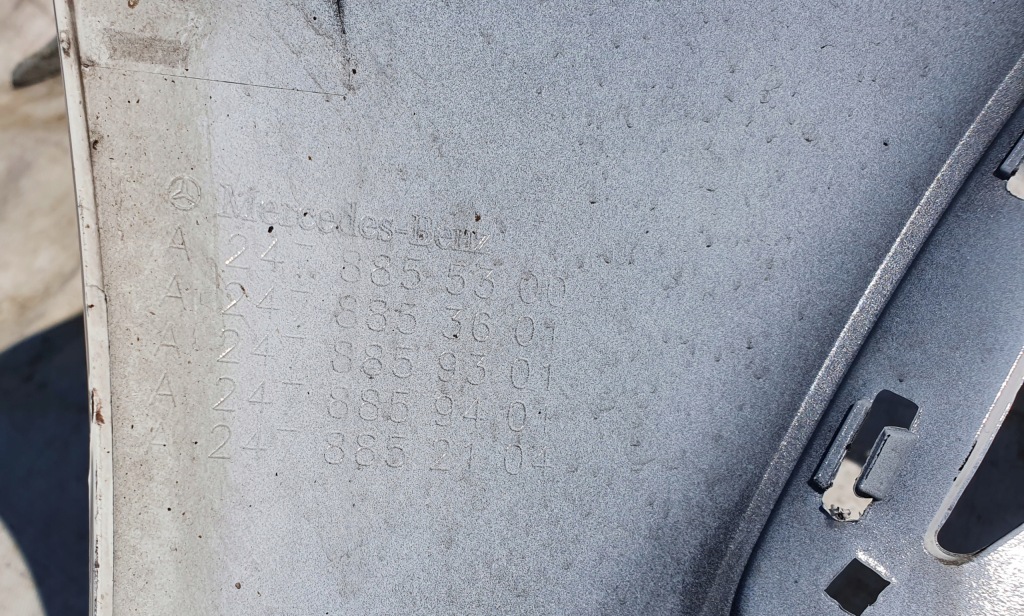 Mercedes-Benz
A 247 885 53 00
A 247 885 36 01
A 247 885 93 01
A 247 885 94 01
A 247 885 21 04